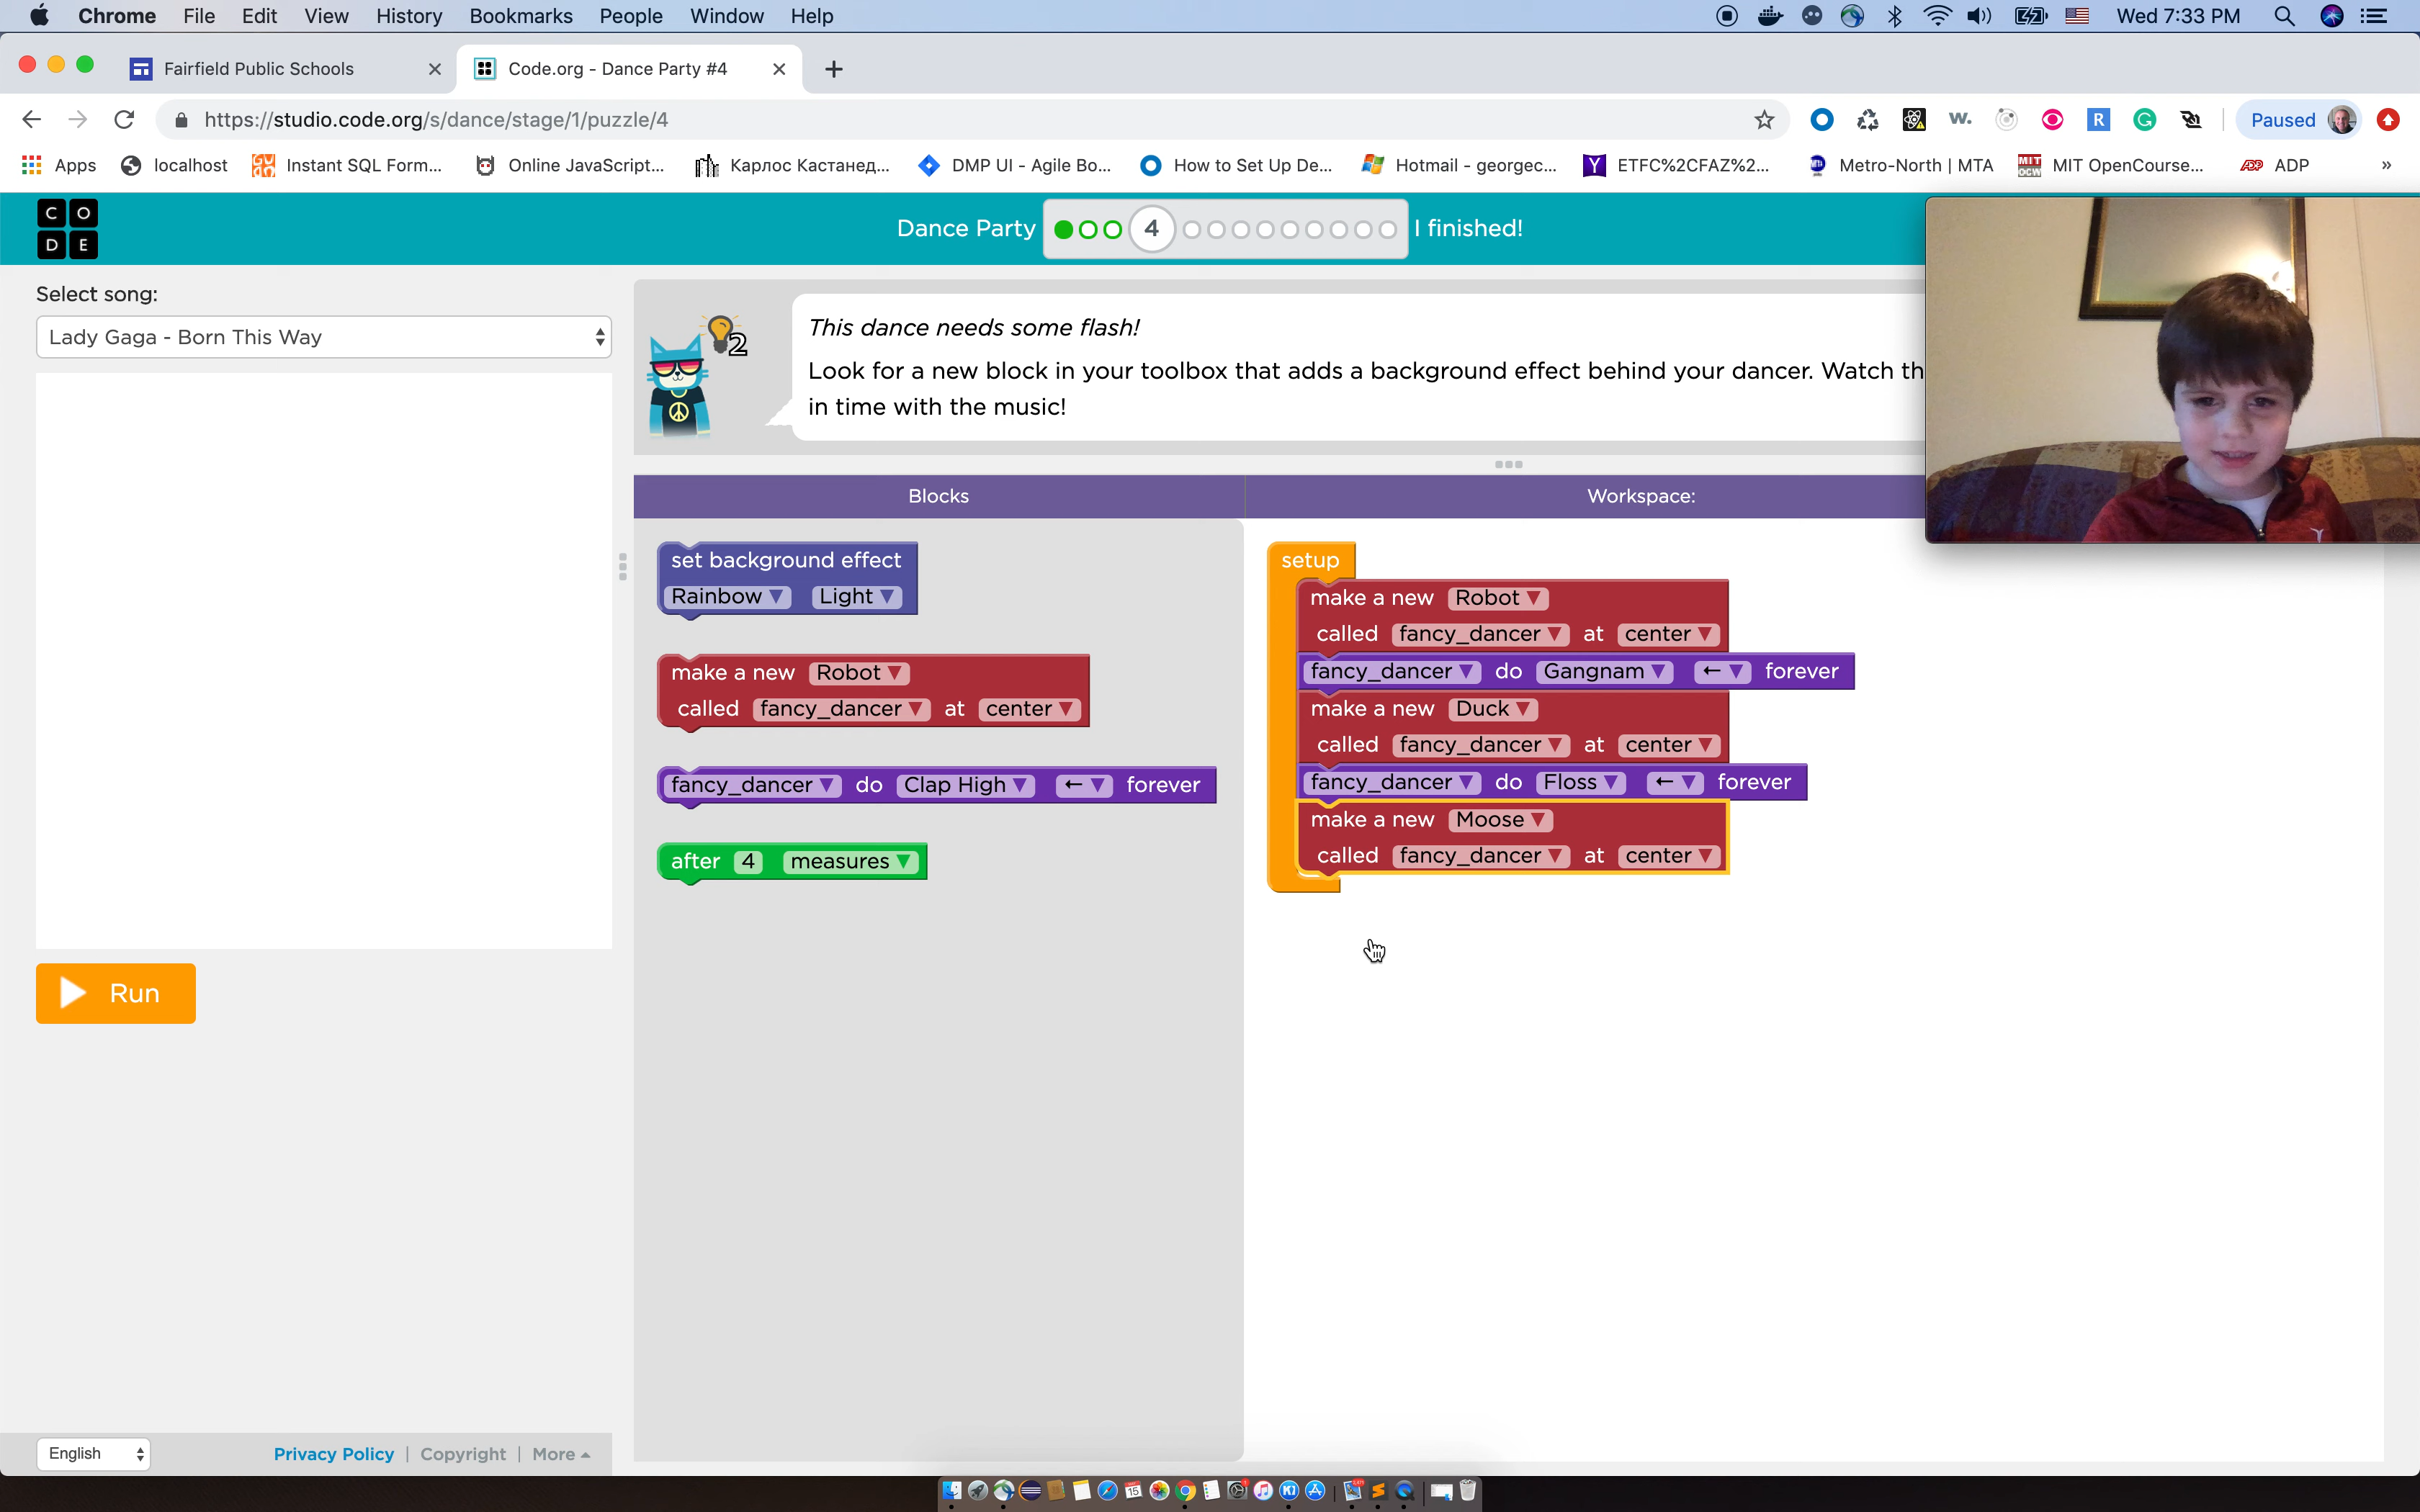 Chrome File Edit View History Bookmarks People Window Help Wed 7:33 PM
Fairfield Public Schools Code.org - Dance Party #4
https://studio.code.org/s/dance/stage/1/puzzle/4 w. R Paused
Apps localhost Instant SQL Form... Online JavaScript... Карлос Кастанед... DMP UI - Agile Bo... How to Set Up De... Hotmail - georgec... ETFC%2CFAZ%2... Metro-North | MTA MIT OpenCourse... ADP »
C O
D E
Dance Party 4 I finished!
Select song:
Lady Gaga - Born This Way
2
This dance needs some flash!
Look for a new block in your toolbox that adds a background effect behind your dancer. Watch th
in time with the music!
Blocks
Workspace:
set background effect
Rainbow Light
make a new Robot
called fancy_dancer at center
fancy_dancer do Clap High ← forever
after 4 measures
setup
make a new Robot
called fancy_dancer at center
fancy_dancer do Gangnam ← forever
make a new Duck
called fancy_dancer at center
fancy_dancer do Floss ← forever
make a new Moose
called fancy_dancer at center
Run
English
Privacy Policy | Copyright | More
15